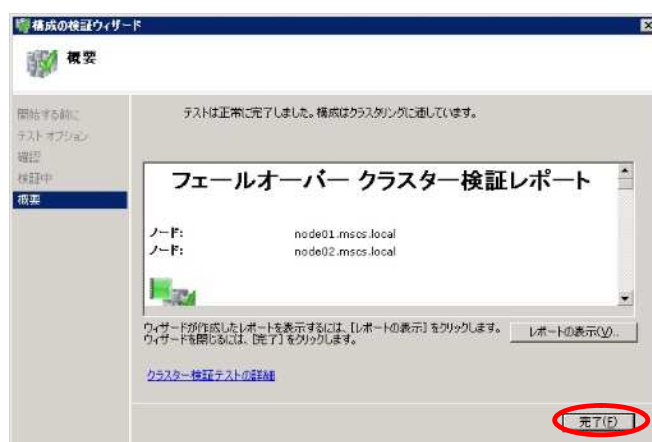 構成の検証ウィザード
概要
開始する前に
テスト オプション
確認
検証中
概要
テストは正常に完了しました。構成はクラスタリングに適しています。
フェールオーバー クラスター検証レポート
ノード: node01.mscs.local
ノード: node02.mscs.local
ウィザードが作成したレポートを表示するには、[レポートの表示] をクリックします。
ウィザードを閉じるには、[完了] をクリックします。
レポートの表示(V)...
クラスター検証テストの詳細
完了(F)